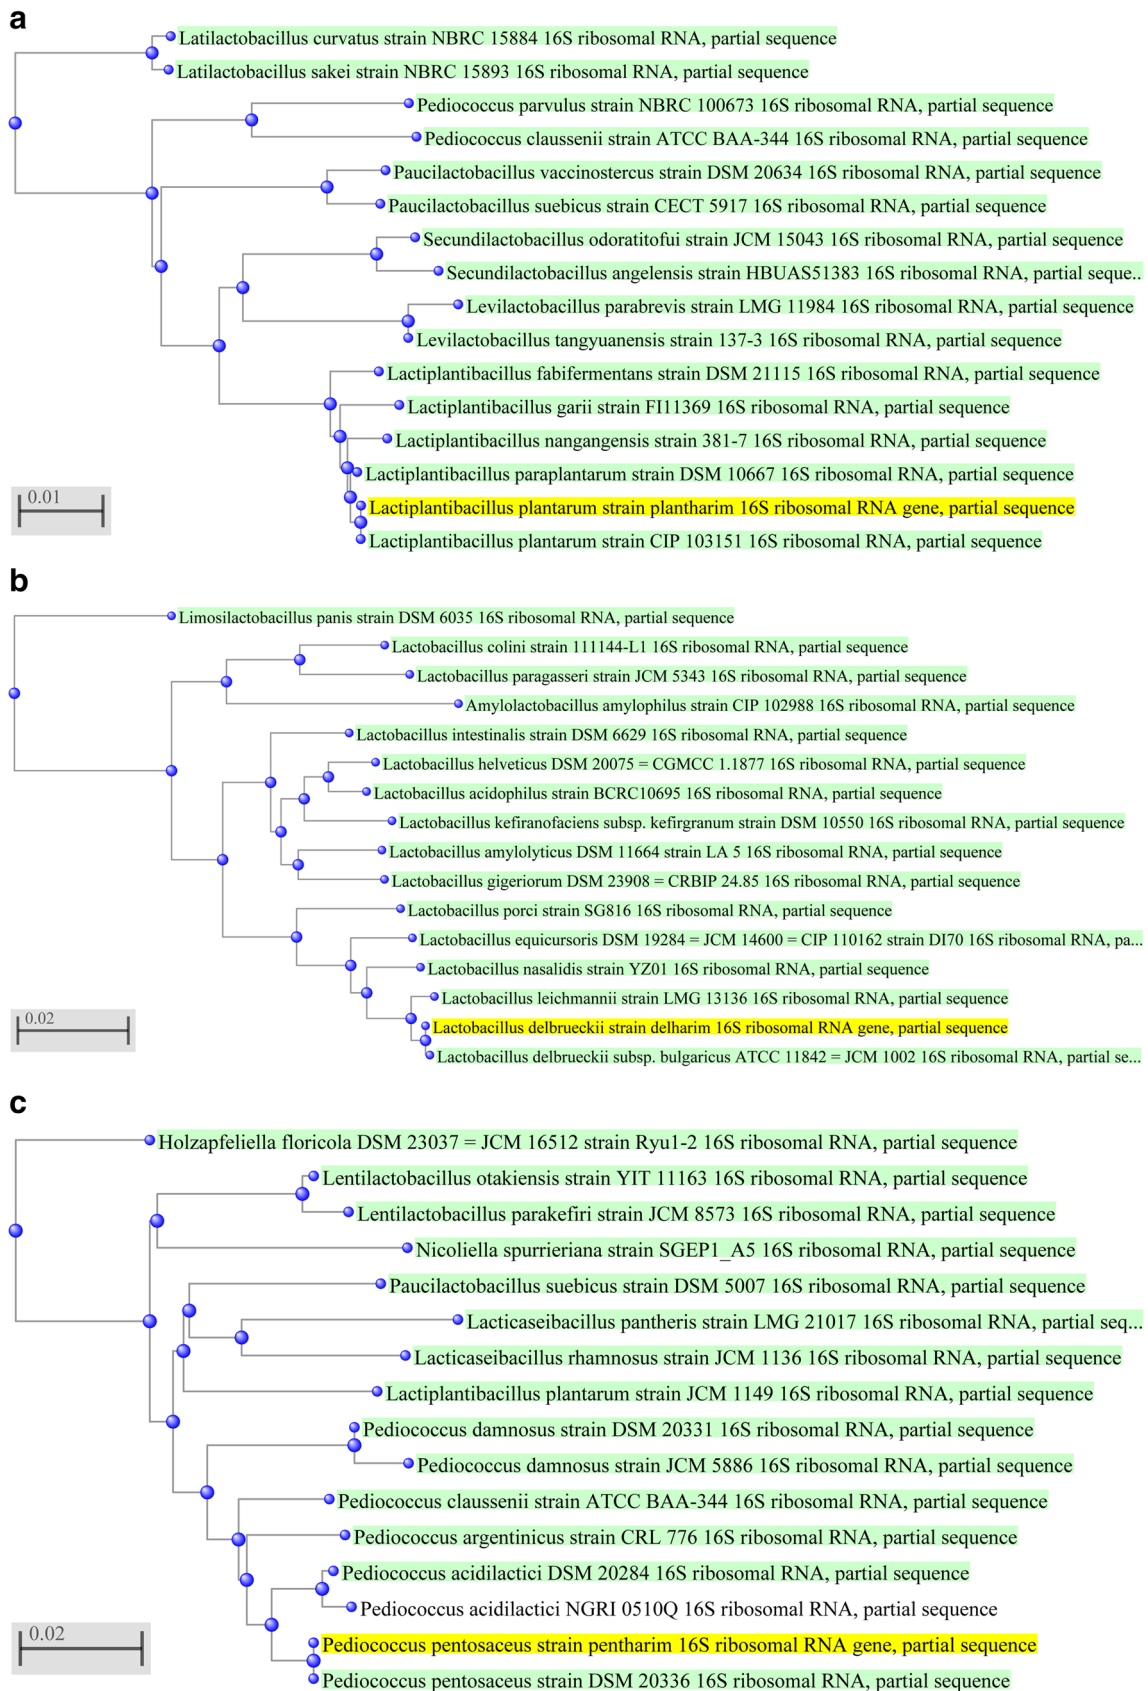 a
Latilactobacillus curvatus strain NBRC 15884 16S ribosomal RNA, partial sequence
Latilactobacillus sakei strain NBRC 15893 16S ribosomal RNA, partial sequence
Pediococcus parvulus strain NBRC 100673 16S ribosomal RNA, partial sequence
Pediococcus claussenii strain ATCC BAA-344 16S ribosomal RNA, partial sequence
Paucilactobacillus vaccinostercus strain DSM 20634 16S ribosomal RNA, partial sequence
Paucilactobacillus suebicus strain CECT 5917 16S ribosomal RNA, partial sequence
Secundilactobacillus odoratitofui strain JCM 15043 16S ribosomal RNA, partial sequence
Secundilactobacillus angelensis strain HBUAS51383 16S ribosomal RNA, partial seque..
Levilactobacillus parabrevis strain LMG 11984 16S ribosomal RNA, partial sequence
Levilactobacillus tangyuanensis strain 137-3 16S ribosomal RNA, partial sequence
Lactiplantibacillus fabifermentans strain DSM 21115 16S ribosomal RNA, partial sequence
Lactiplantibacillus garii strain FI11369 16S ribosomal RNA, partial sequence
Lactiplantibacillus nangangensis strain 381-7 16S ribosomal RNA, partial sequence
Lactiplantibacillus paraplantarum strain DSM 10667 16S ribosomal RNA, partial sequence
0.01
Lactiplantibacillus plantarum strain plantharim 16S ribosomal RNA gene, partial sequence
Lactiplantibacillus plantarum strain CIP 103151 16S ribosomal RNA, partial sequence
b
Limosilactobacillus panis strain DSM 6035 16S ribosomal RNA, partial sequence
Lactobacillus colini strain 111144-L1 16S ribosomal RNA, partial sequence
Lactobacillus paragasseri strain JCM 5343 16S ribosomal RNA, partial sequence
Amylolactobacillus amylophilus strain CIP 102988 16S ribosomal RNA, partial sequence
Lactobacillus intestinalis strain DSM 6629 16S ribosomal RNA, partial sequence
Lactobacillus helveticus DSM 20075 = CGMCC 1.1877 16S ribosomal RNA, partial sequence
Lactobacillus acidophilus strain BCRC10695 16S ribosomal RNA, partial sequence
Lactobacillus kefiranofaciens subsp. kefirgranum strain DSM 10550 16S ribosomal RNA, partial sequence
Lactobacillus amylolyticus DSM 11664 strain LA 5 16S ribosomal RNA, partial sequence
Lactobacillus gigeriorum DSM 23908 = CRBIP 24.85 16S ribosomal RNA, partial sequence
Lactobacillus porci strain SG816 16S ribosomal RNA, partial sequence
Lactobacillus equicursoris DSM 19284 = JCM 14600 = CIP 110162 strain DI70 16S ribosomal RNA, pa...
Lactobacillus nasalidis strain YZ01 16S ribosomal RNA, partial sequence
Lactobacillus leichmannii strain LMG 13136 16S ribosomal RNA, partial sequence
0.02
Lactobacillus delbrueckii strain delharim 16S ribosomal RNA gene, partial sequence
Lactobacillus delbrueckii subsp. bulgaricus ATCC 11842 = JCM 1002 16S ribosomal RNA, partial se...
c
Holzapfeliella floricola DSM 23037 = JCM 16512 strain Ryu1-2 16S ribosomal RNA, partial sequence
Lentilactobacillus otakiensis strain YIT 11163 16S ribosomal RNA, partial sequence
Lentilactobacillus parakefiri strain JCM 8573 16S ribosomal RNA, partial sequence
Nicoliella spurrieriana strain SGEP1_A5 16S ribosomal RNA, partial sequence
Paucilactobacillus suebicus strain DSM 5007 16S ribosomal RNA, partial sequence
Lacticaseibacillus pantheris strain LMG 21017 16S ribosomal RNA, partial seq...
Lacticaseibacillus rhamnosus strain JCM 1136 16S ribosomal RNA, partial sequence
Lactiplantibacillus plantarum strain JCM 1149 16S ribosomal RNA, partial sequence
Pediococcus damnosus strain DSM 20331 16S ribosomal RNA, partial sequence
Pediococcus damnosus strain JCM 5886 16S ribosomal RNA, partial sequence
Pediococcus claussenii strain ATCC BAA-344 16S ribosomal RNA, partial sequence
Pediococcus argentinicus strain CRL 776 16S ribosomal RNA, partial sequence
Pediococcus acidilactici DSM 20284 16S ribosomal RNA, partial sequence
Pediococcus acidilactici NGRI 0510Q 16S ribosomal RNA, partial sequence
0.02
Pediococcus pentosaceus strain pentharim 16S ribosomal RNA gene, partial sequence
Pediococcus pentosaceus strain DSM 20336 16S ribosomal RNA, partial sequence